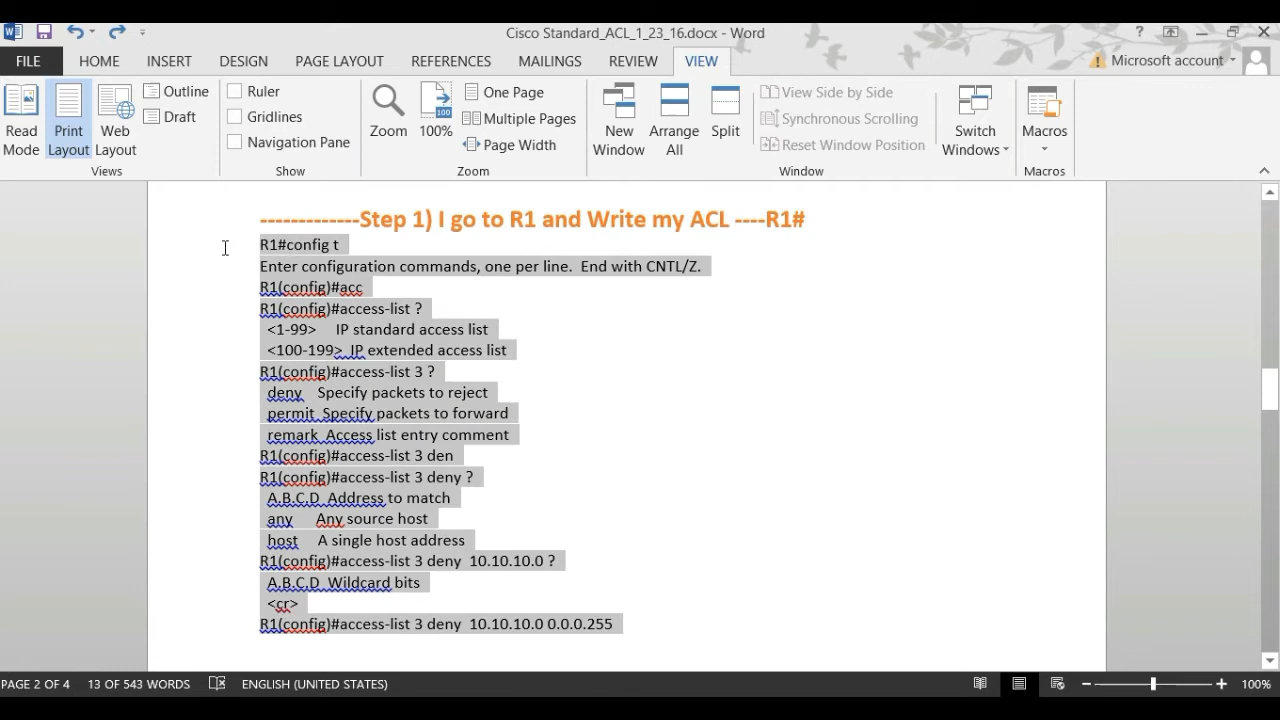 Cisco Standard_ACL_1_23_16.docx - Word
?
FILE HOME INSERT DESIGN PAGE LAYOUT REFERENCES MAILINGS REVIEW VIEW Microsoft account
Read Mode
Print Layout
Web Layout
Outline
Draft
Views
Ruler
Gridlines
Navigation Pane
Show
Zoom
100
100%
One Page
Multiple Pages
Page Width
Zoom
New Window
Arrange All
Split
View Side by Side
Synchronous Scrolling
Reset Window Position
Window
Switch Windows
Macros
Macros
-------------Step 1) I go to R1 and Write my ACL ----R1#
R1#config t
Enter configuration commands, one per line.  End with CNTL/Z.
R1(config)#acc
R1(config)#access-list ?
<1-99>     IP standard access list
<100-199>  IP extended access list
R1(config)#access-list 3 ?
deny    Specify packets to reject
permit  Specify packets to forward
remark  Access list entry comment
R1(config)#access-list 3 den
R1(config)#access-list 3 deny ?
A.B.C.D  Address to match
any      Any source host
host     A single host address
R1(config)#access-list 3 deny  10.10.10.0 ?
A.B.C.D  Wildcard bits
<cr>
R1(config)#access-list 3 deny  10.10.10.0 0.0.0.255
PAGE 2 OF 4 13 OF 543 WORDS ENGLISH (UNITED STATES) 100%